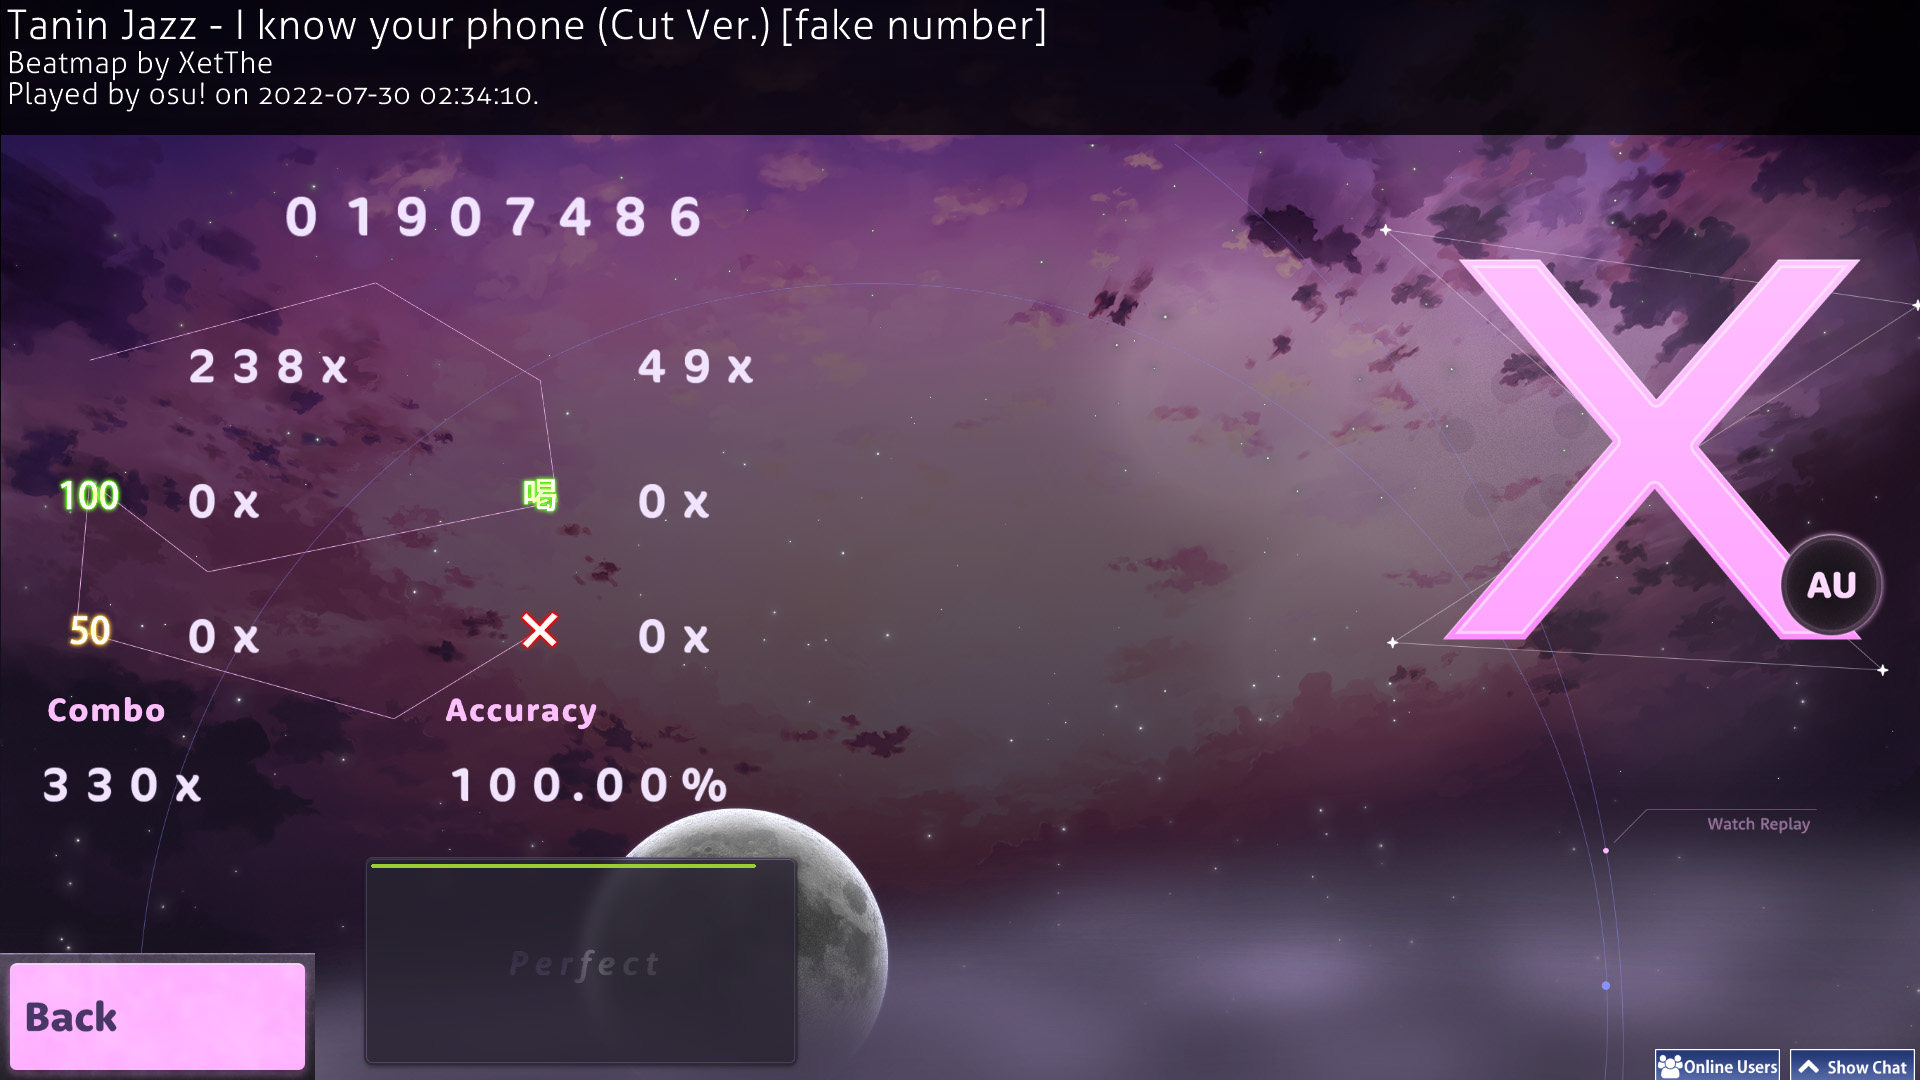 Tanin Jazz - I know your phone (Cut Ver.) [fake number]
Beatmap by XetThe
Played by osu! on 2022-07-30 02:34:10.
01907486
238x 49x
100 0x 喝 0x
50 0x X 0x
Combo Accuracy
330x 100.00%
X
AU
Watch Replay
Perfect
Back
Online Users Show Chat